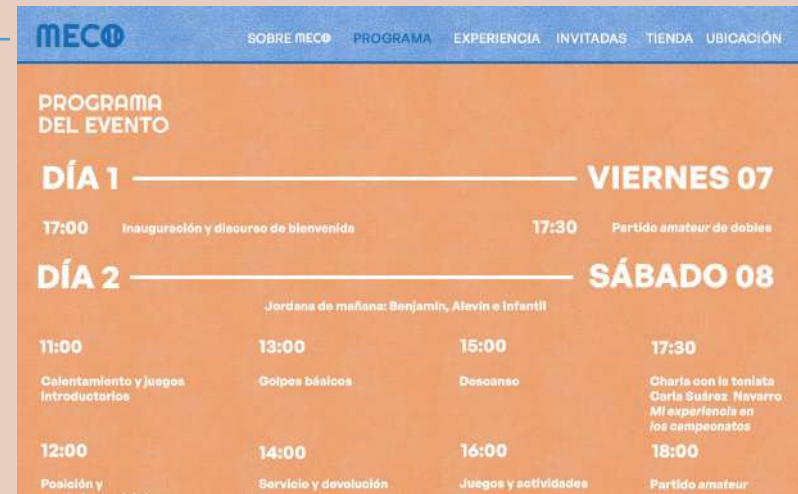 MECO
SOBRE MECO PROGRAMA EXPERIENCIA INVITADAS TIENDA UBICACIÓN
PROGRAMA
DEL EVENTO
DÍA 1 VIERNES 07
17:00 Inauguración y discurso de bienvenida 17:30 Partido amateur de dobles
DÍA 2 SÁBADO 08
Jordana de mañana: Benjamín, Alevín e Infantil
11:00
Calentamiento y juegos
introductorios
13:00
Golpes básicos
15:00
Descanso
17:30
Charla con la tenista
Carla Suárez Navarro
Mi experiencia en
los campeonatos
12:00
Posición y
14:00
Servicio y devolución
16:00
Juegos y actividades
18:00
Partido amateur